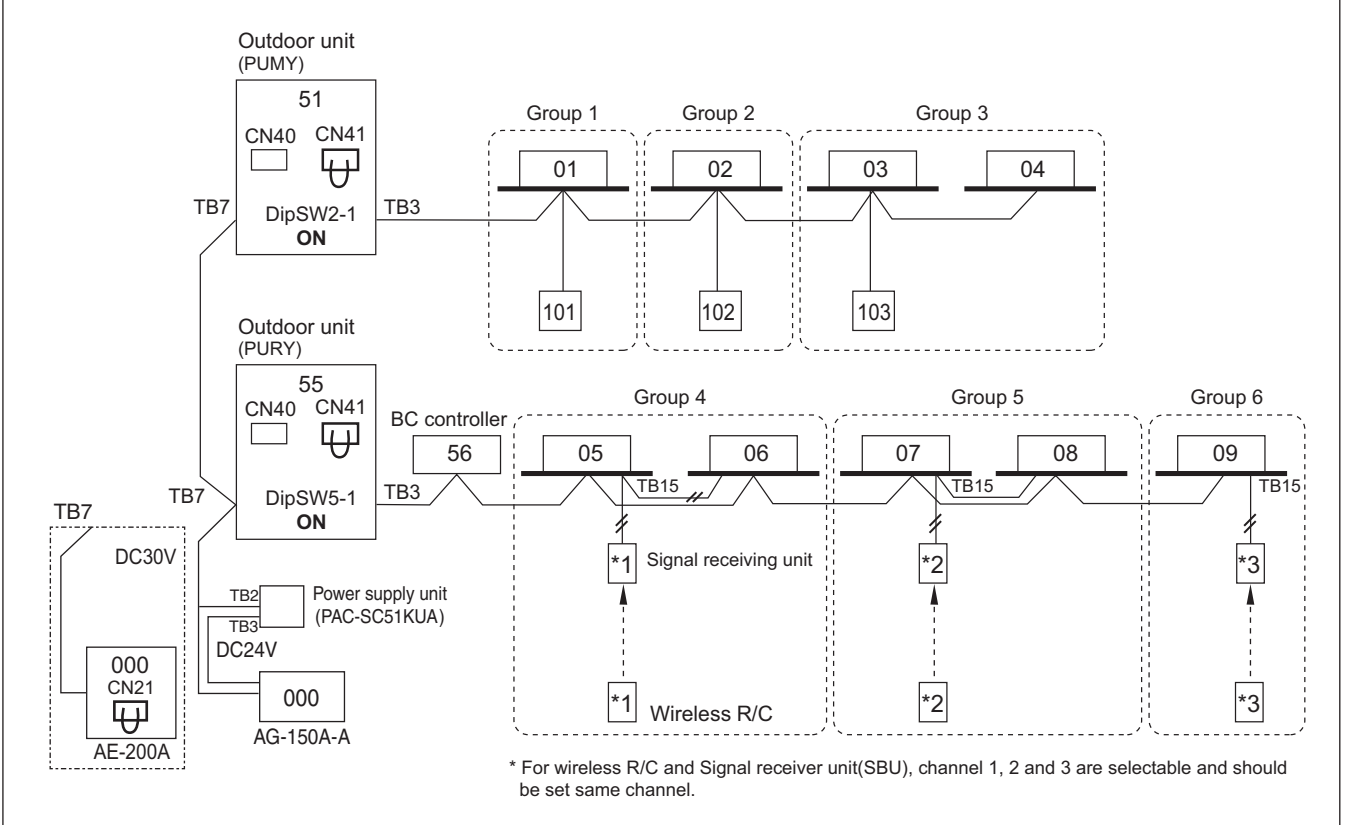 Outdoor unit
(PUMY)
51
CN40 CN41
TB7
DipSW2-1
ON
TB3
Group 1
01
101
Group 2
02
102
Group 3
03
04
103
Outdoor unit
(PURY)
55
CN40 CN41
TB7
DipSW5-1
ON
TB3
BC controller
56
Group 4
05
06
TB15
*1
Signal receiving unit
*1
Wireless R/C
Group 5
07
08
TB15
*2
*2
Group 6
09
TB15
*3
*3
TB7
DC30V
000
CN21
AE-200A
TB2
TB3
Power supply unit
(PAC-SC51KUA)
DC24V
000
AG-150A-A
* For wireless R/C and Signal receiver unit(SBU), channel 1, 2 and 3 are selectable and should
be set same channel.